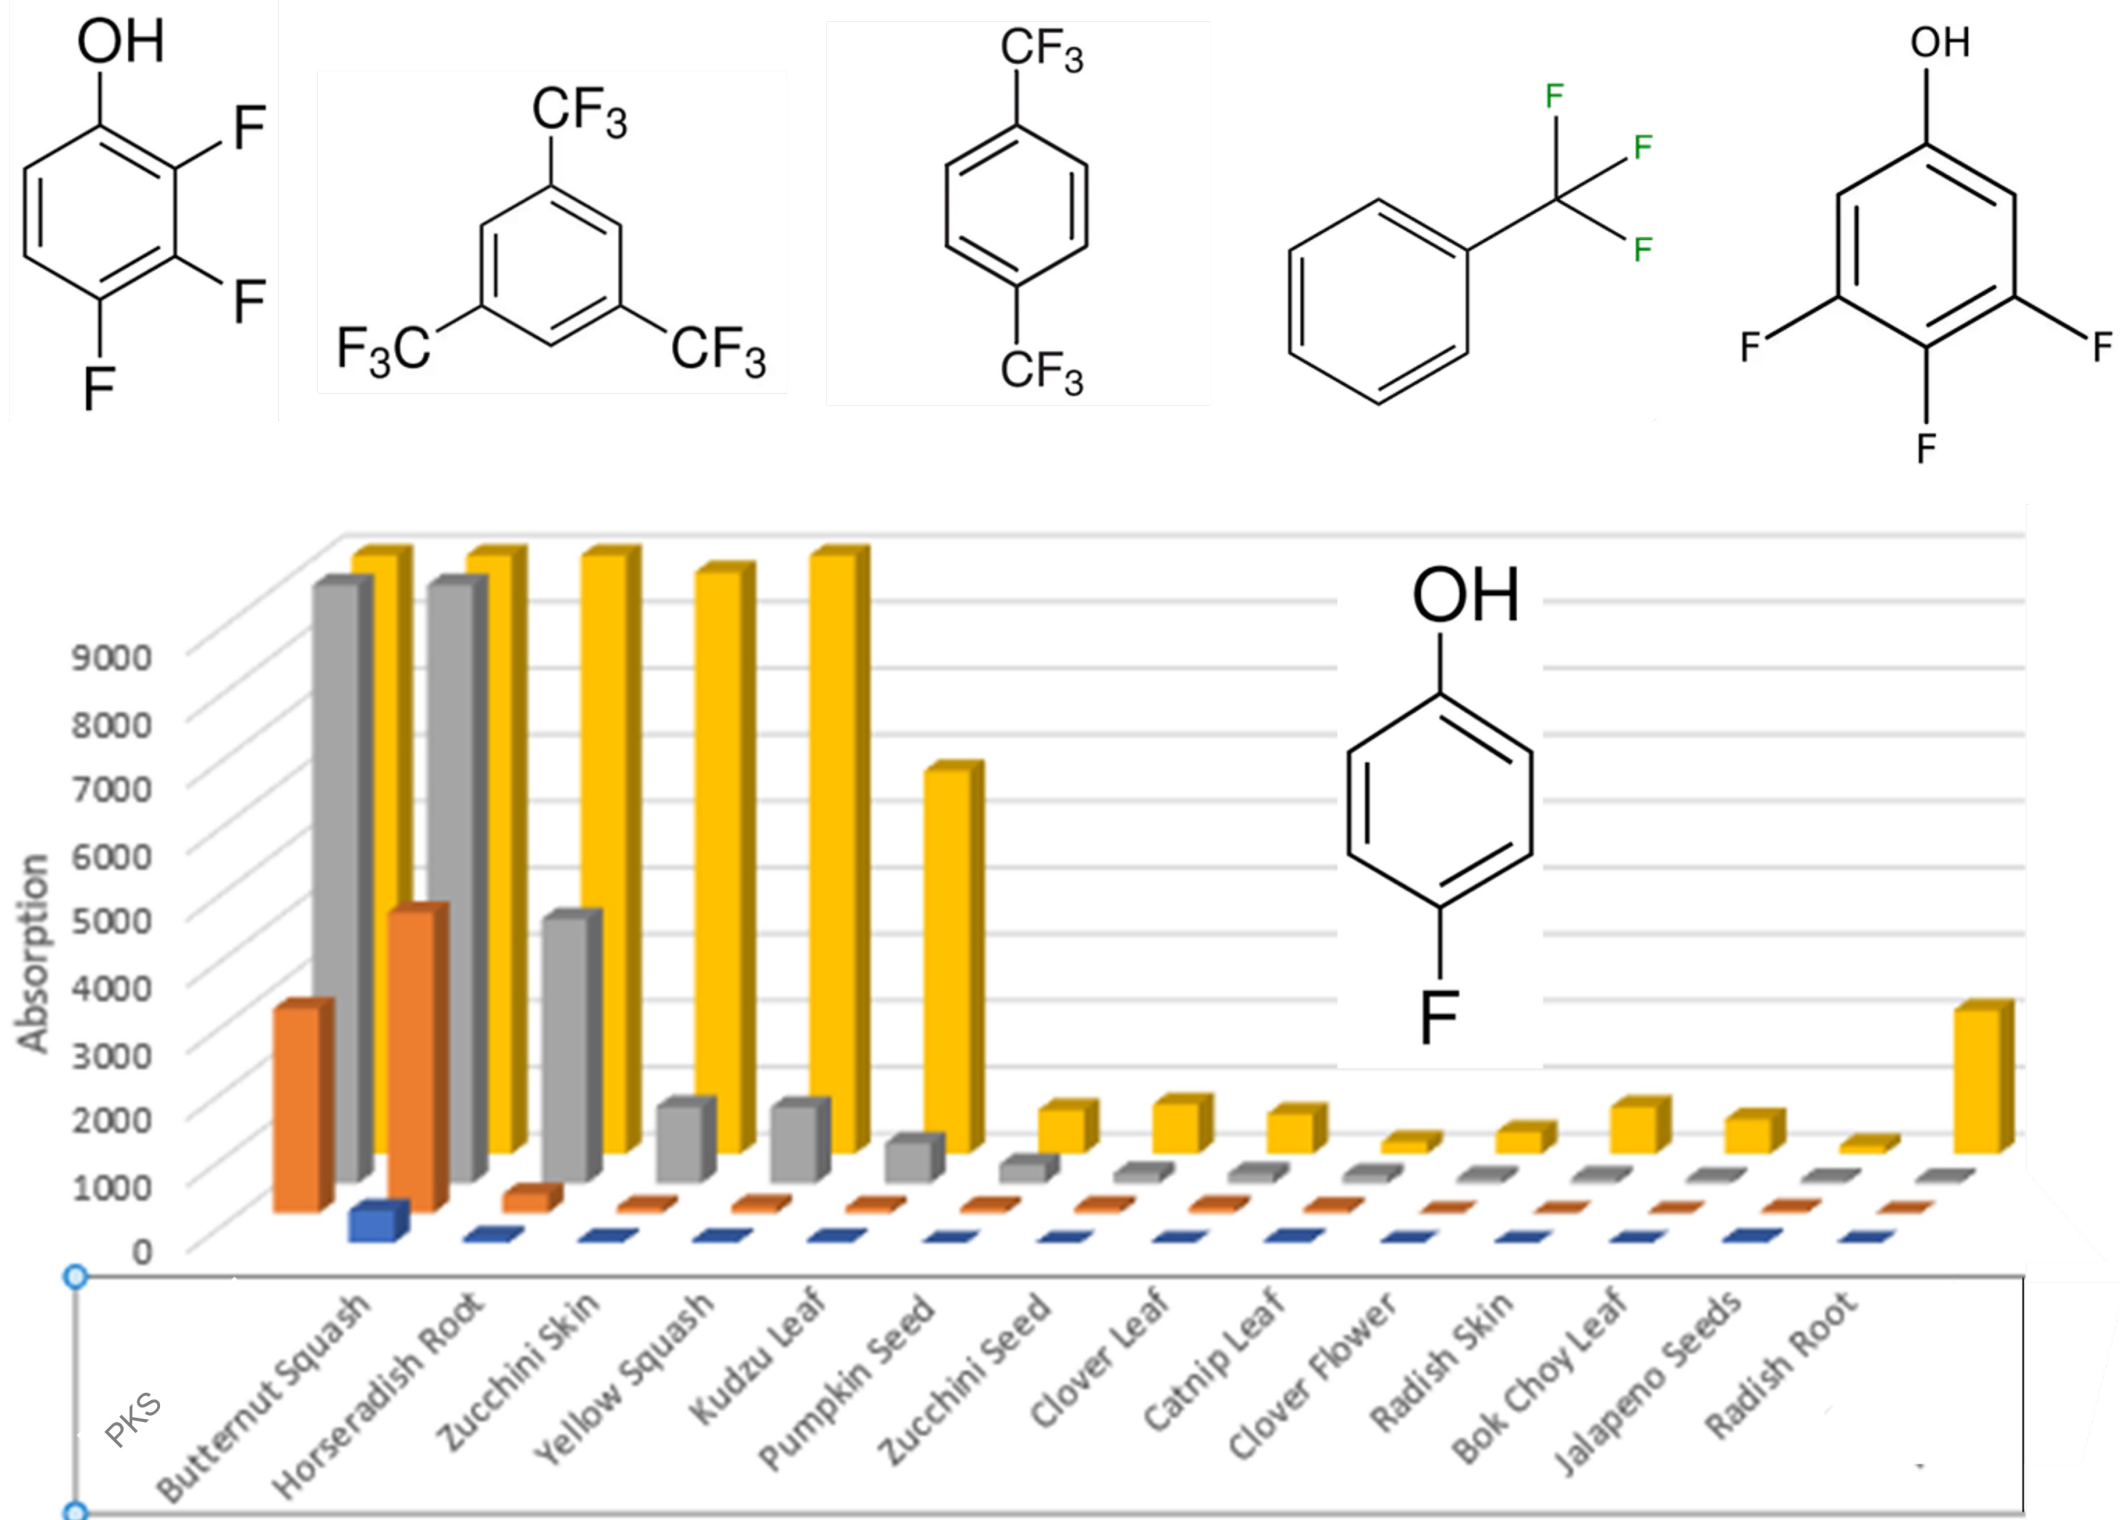 OH
F
F
F
CF3
F3C
CF3
CF3
CF3
F
F
F
OH
F
F
F
OH
F
Absorption
9000
8000
7000
6000
5000
4000
3000
2000
1000
0
PKS
Butternut Squash
Horseradish Root
Zucchini Skin
Yellow Squash
Kudzu Leaf
Pumpkin Seed
Zucchini Seed
Clover Leaf
Catnip Leaf
Clover Flower
Radish Skin
Bok Choy Leaf
Jalapeno Seeds
Radish Root